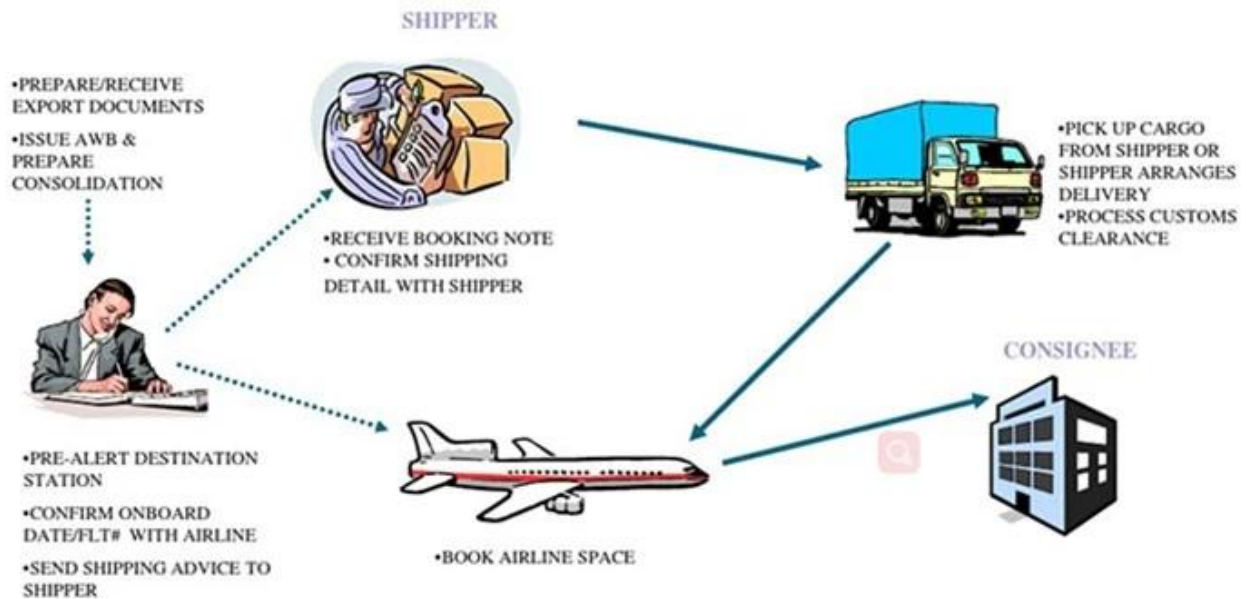 SHIPPER
•PREPARE/RECEIVE
EXPORT DOCUMENTS
•ISSUE AWB &
PREPARE
CONSOLIDATION
•RECEIVE BOOKING NOTE
• CONFIRM SHIPPING
DETAIL WITH SHIPPER
•PICK UP CARGO
FROM SHIPPER OR
SHIPPER ARRANGES
DELIVERY
•PROCESS CUSTOMS
CLEARANCE
CONSIGNEE
•PRE-ALERT DESTINATION
STATION
•CONFIRM ONBOARD
DATE/FLT# WITH AIRLINE
•SEND SHIPPING ADVICE TO
SHIPPER
•BOOK AIRLINE SPACE